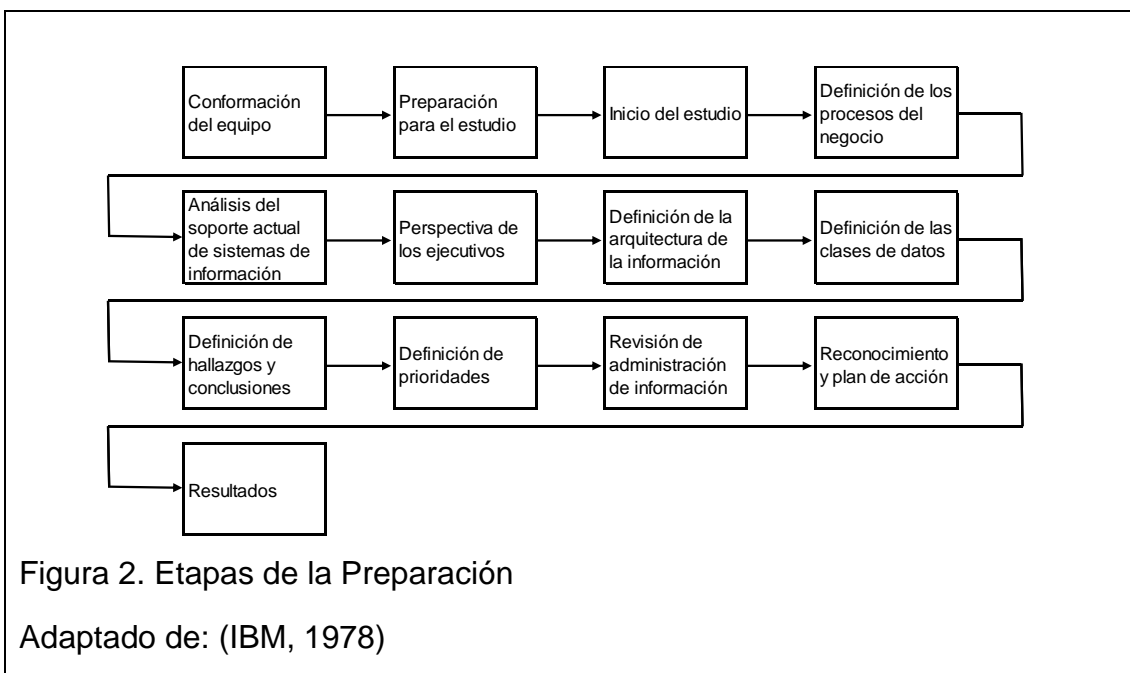 Conformación
del equipo
Preparación
para el estudio
Inicio del estudio
Definición de los
procesos del
negocio
Análisis del
soporte actual
de sistemas de
información
Perspectiva de
los ejecutivos
Definición de la
arquitectura de
la información
Definición de las
clases de datos
Definición de
hallazgos y
conclusiones
Definición de
prioridades
Revisión de
administración
de información
Reconocimiento
y plan de acción
Resultados
Figura 2. Etapas de la Preparación
Adaptado de: (IBM, 1978)